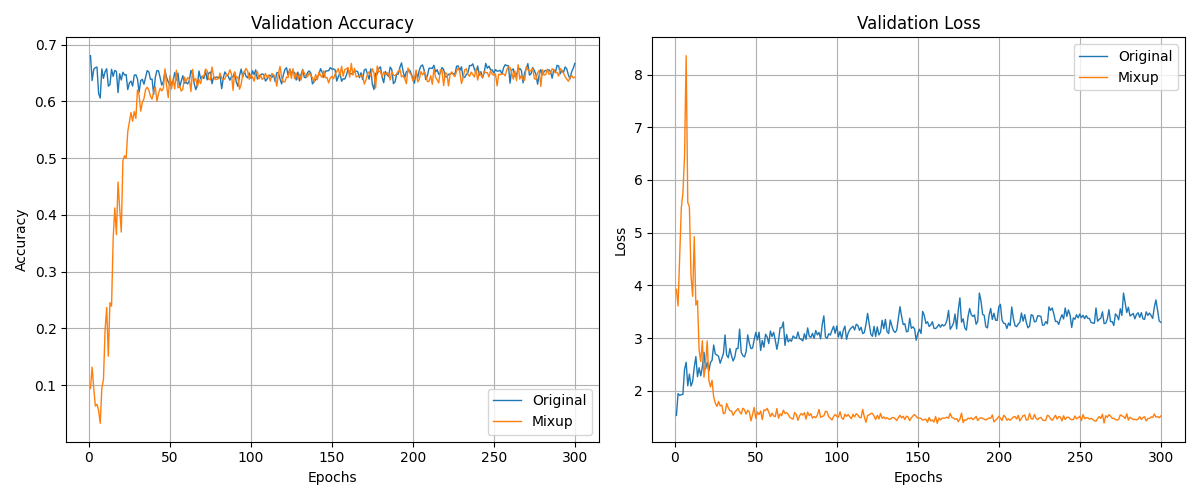 Validation Accuracy
0.7
0.6
0.5
0.4
0.3
0.2
0.1
Accuracy
0
50
100
150
200
250
300
Epochs
Original
Mixup
Validation Loss
8
7
6
5
4
3
2
Loss
0
50
100
150
200
250
300
Epochs
Original
Mixup